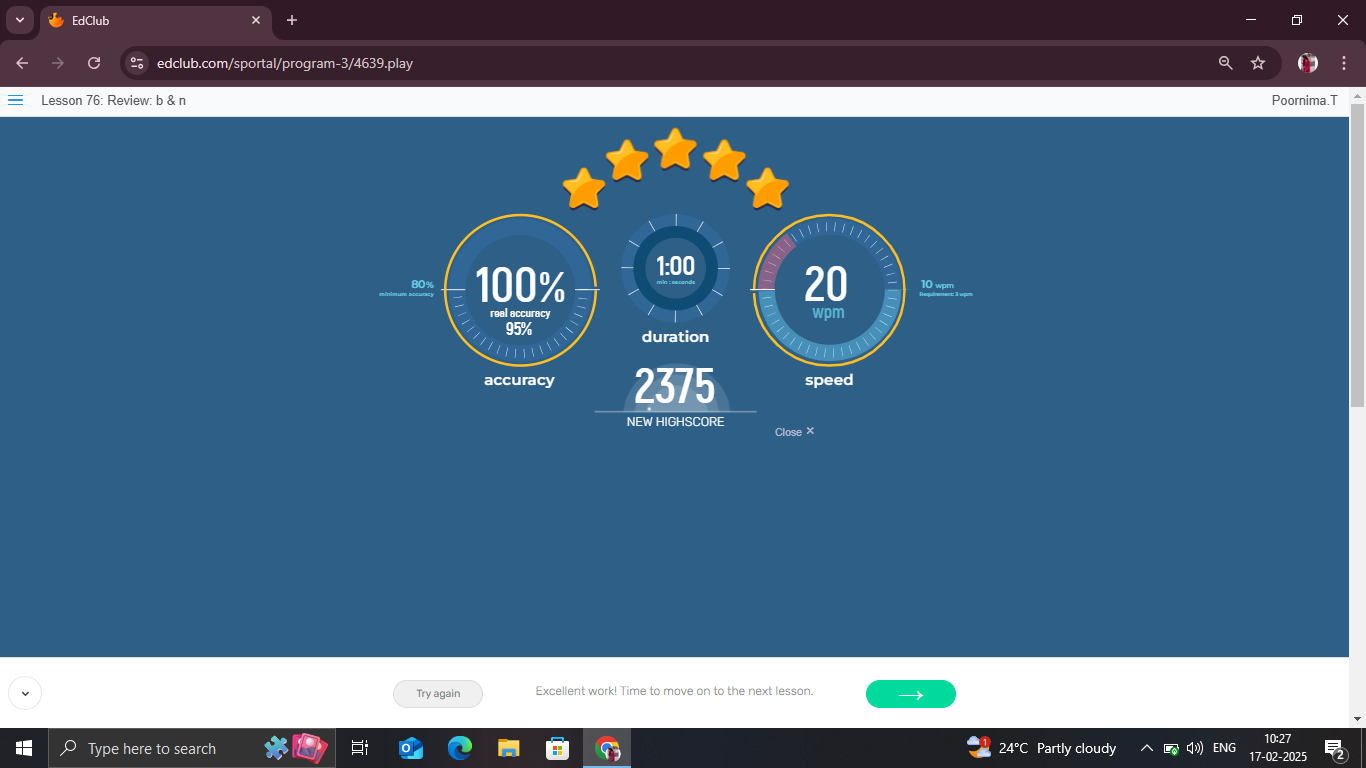 EdClub
edclub.com/sportal/program-3/4639.play
Lesson 76: Review: b & n
Poornima.T
80%
minimum accuracy
100%
real accuracy
95%
accuracy
1:00
min : seconds
duration
20
wpm
speed
10 wpm
Requirement: 3 wpm
2375
NEW HIGHSCORE
Close
Try again
Excellent work! Time to move on to the next lesson.
Type here to search
1
24°C Partly cloudy
ENG
10:27
17-02-2025
2